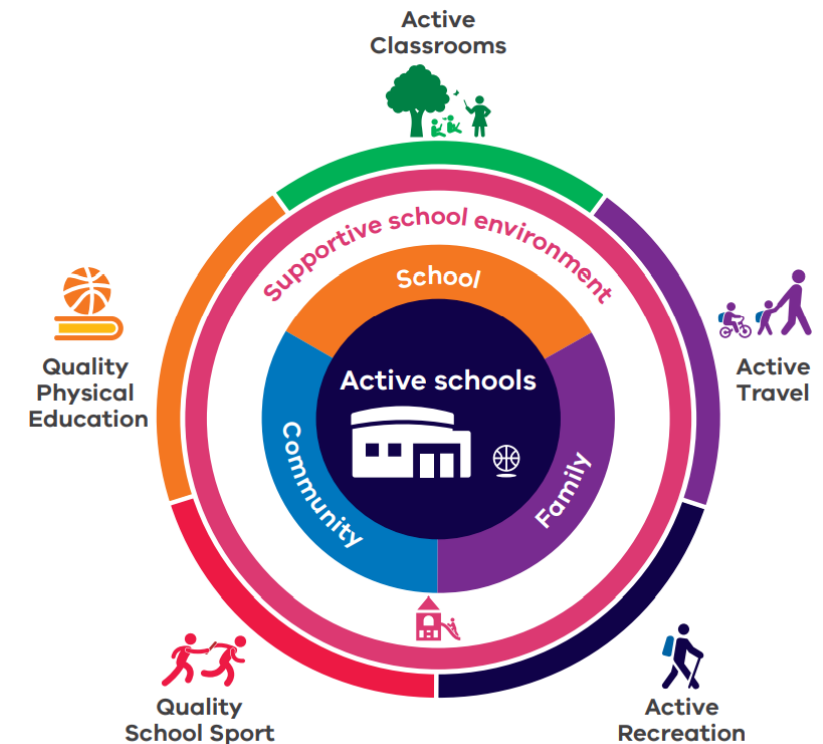 Active
Classrooms
Supportive school environment
School
Active schools
Community
Family
Quality
Physical
Education
Active
Travel
Quality
School Sport
Active
Recreation